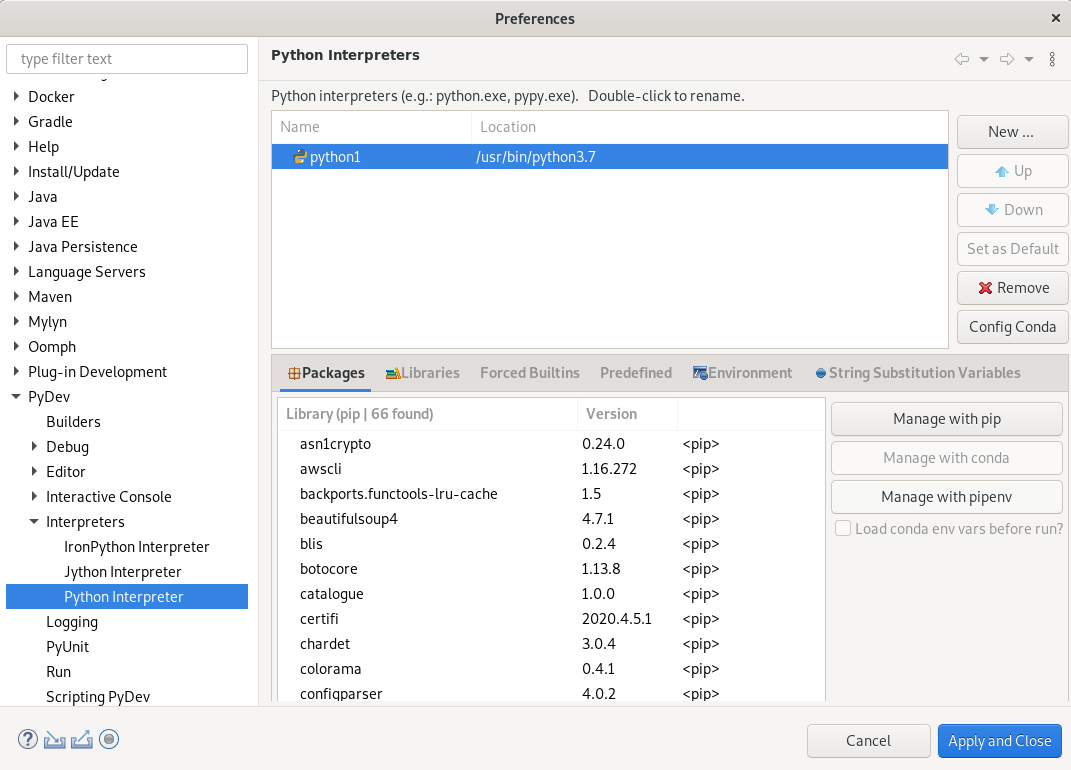 Preferences
type filter text
Docker
Gradle
Help
Install/Update
Java
Java EE
Java Persistence
Language Servers
Maven
Mylyn
Oomph
Plug-in Development
PyDev
Builders
Debug
Editor
Interactive Console
Interpreters
IronPython Interpreter
Jython Interpreter
Python Interpreter
Logging
PyUnit
Run
Scripting PyDev
Python Interpreters
Python interpreters (e.g.: python.exe, pypy.exe).   Double-click to rename.
Name Location
python1 /usr/bin/python3.7
New ...
Up
Down
Set as Default
Remove
Config Conda
Packages Libraries Forced Builtins Predefined Environment String Substitution Variables
Library (pip | 66 found) Version
asn1crypto 0.24.0 <pip>
awscli 1.16.272 <pip>
backports.functools-lru-cache 1.5 <pip>
beautifulsoup4 4.7.1 <pip>
blis 0.2.4 <pip>
botocore 1.13.8 <pip>
catalogue 1.0.0 <pip>
certifi 2020.4.5.1 <pip>
chardet 3.0.4 <pip>
colorama 0.4.1 <pip>
configparser 4.0.2 <pip>
Manage with pip
Manage with conda
Manage with pipenv
Load conda env vars before run?
Cancel
Apply and Close